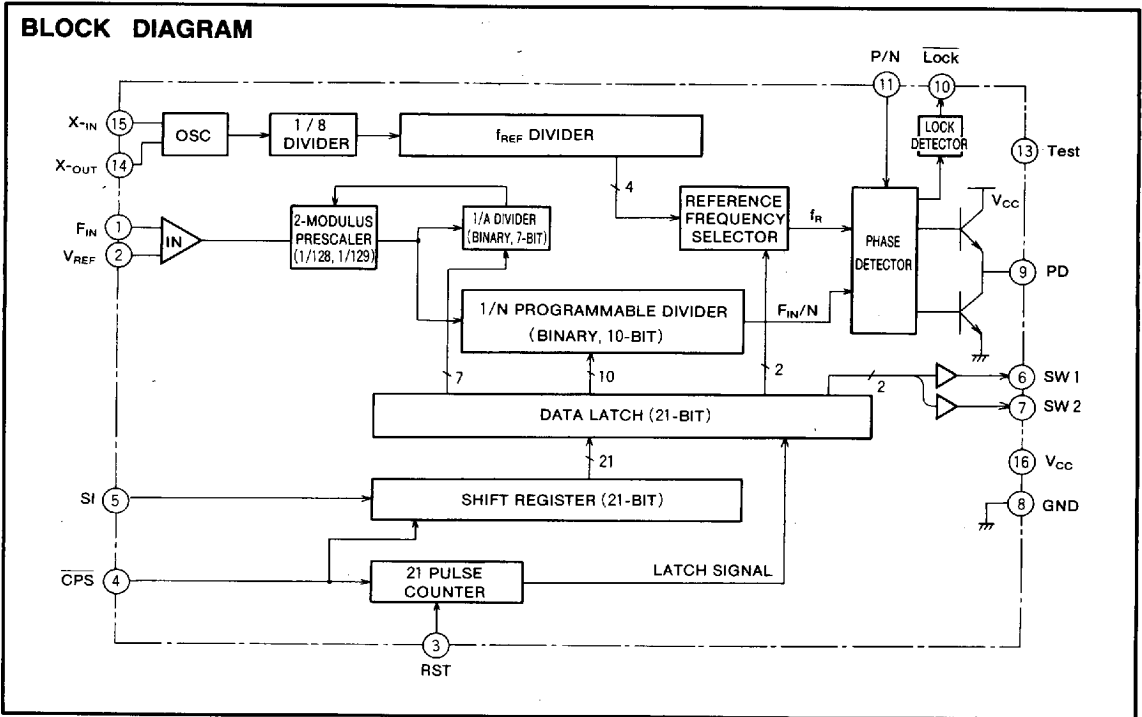 BLOCK DIAGRAM
P/N
Lock
11
10
X-IN
15
OSC
1 / 8
DIVIDER
fREF DIVIDER
LOCK
DETECTOR
13
Test
X-OUT
14
4
VCC
FIN
1
IN
2-MODULUS
PRESCALER
(1/128, 1/129)
1/A DIVIDER
(BINARY, 7-BIT)
REFERENCE
FREQUENCY
SELECTOR
fR
PHASE
DETECTOR
VREF
2
9
PD
1/N PROGRAMMABLE DIVIDER
(BINARY, 10-BIT)
FIN/N
7
10
2
2
6
SW1
7
SW2
DATA LATCH (21-BIT)
16
VCC
21
SI
5
SHIFT REGISTER (21-BIT)
8
GND
CPS
4
21 PULSE
COUNTER
LATCH SIGNAL
3
RST